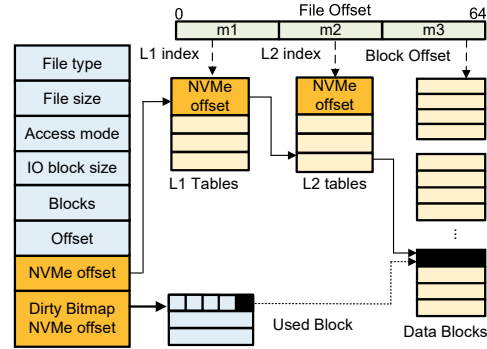 0 File Offset 64
m1 m2 m3
L1 index L2 index Block Offset
File type
File size
Access mode
IO block size
Blocks
Offset
NVMe offset
Dirty Bitmap
NVMe offset
NVMe
offset
L1 Tables
NVMe
offset
L2 tables
...
Used Block
Data Blocks